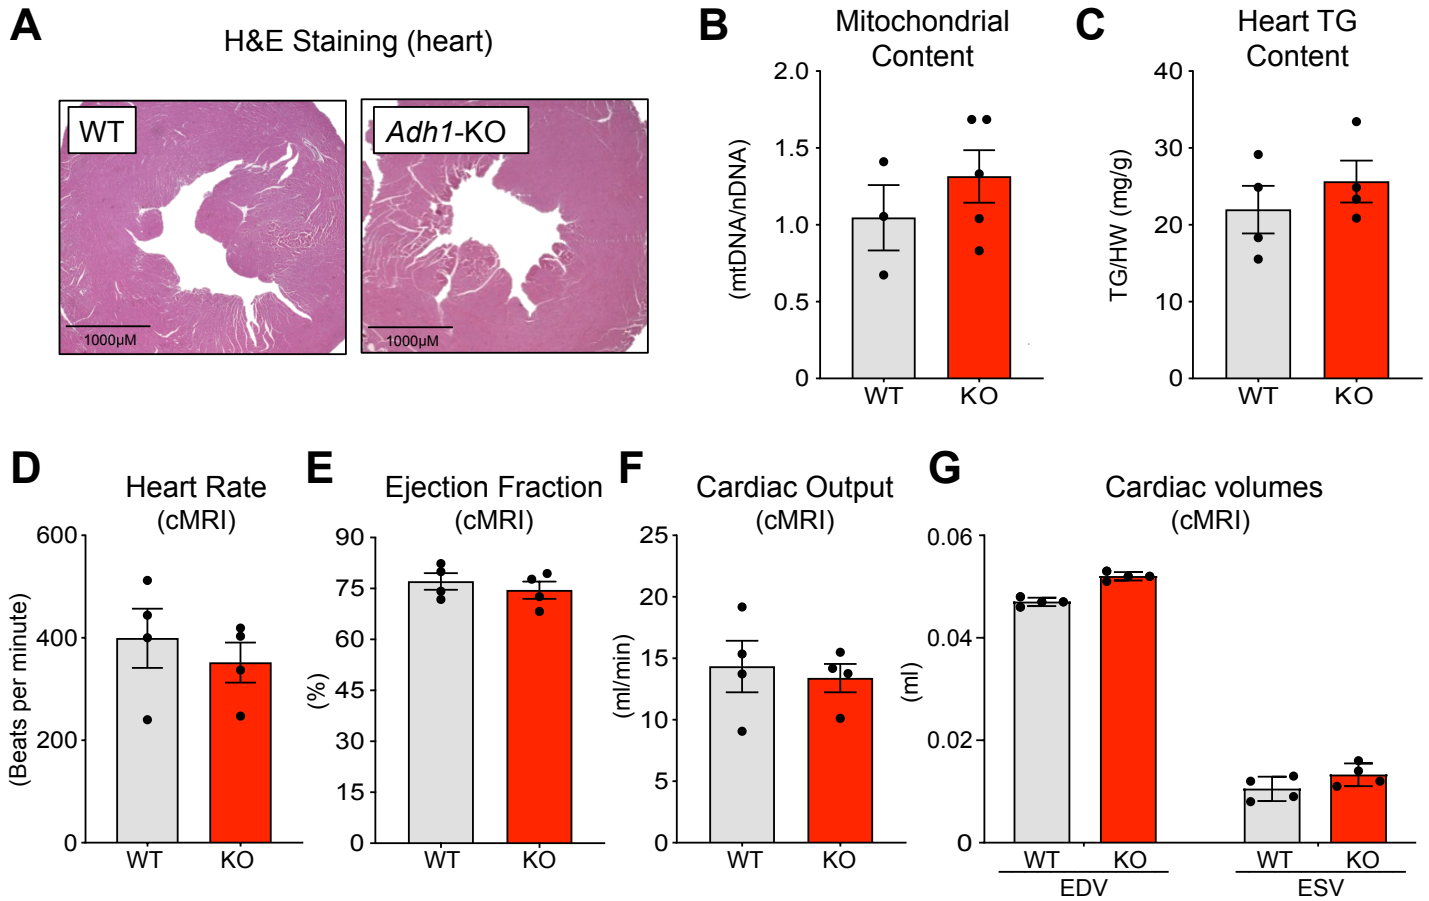 A
H&E Staining (heart)
WT
Adh1-KO
1000µM
1000µM
B
Mitochondrial
Content
(mtDNA/nDNA)
2.0
1.5
1.0
0.5
0
WT
KO
C
Heart TG
Content
TG/HW (mg/g)
40
30
20
10
0
WT
KO
D
Heart Rate
(cMRI)
(Beats per minute)
600
400
200
0
WT
KO
E
Ejection Fraction
(cMRI)
(%)
90
75
60
45
30
15
0
WT
KO
F
Cardiac Output
(cMRI)
(ml/min)
25
20
15
10
5
0
WT
KO
G
Cardiac volumes
(cMRI)
(ml)
0.06
0.04
0.02
0
WT
KO
WT
KO
EDV
ESV